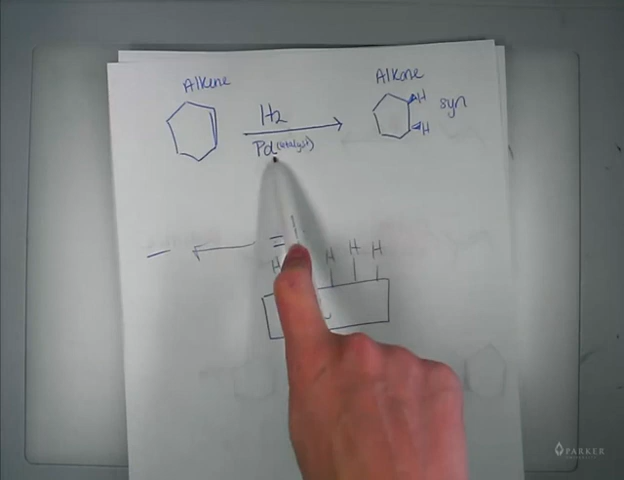 Alkene
H2
Pd (catalyst)
Alkane
H
syn
H
H
H
H
H
PARKER